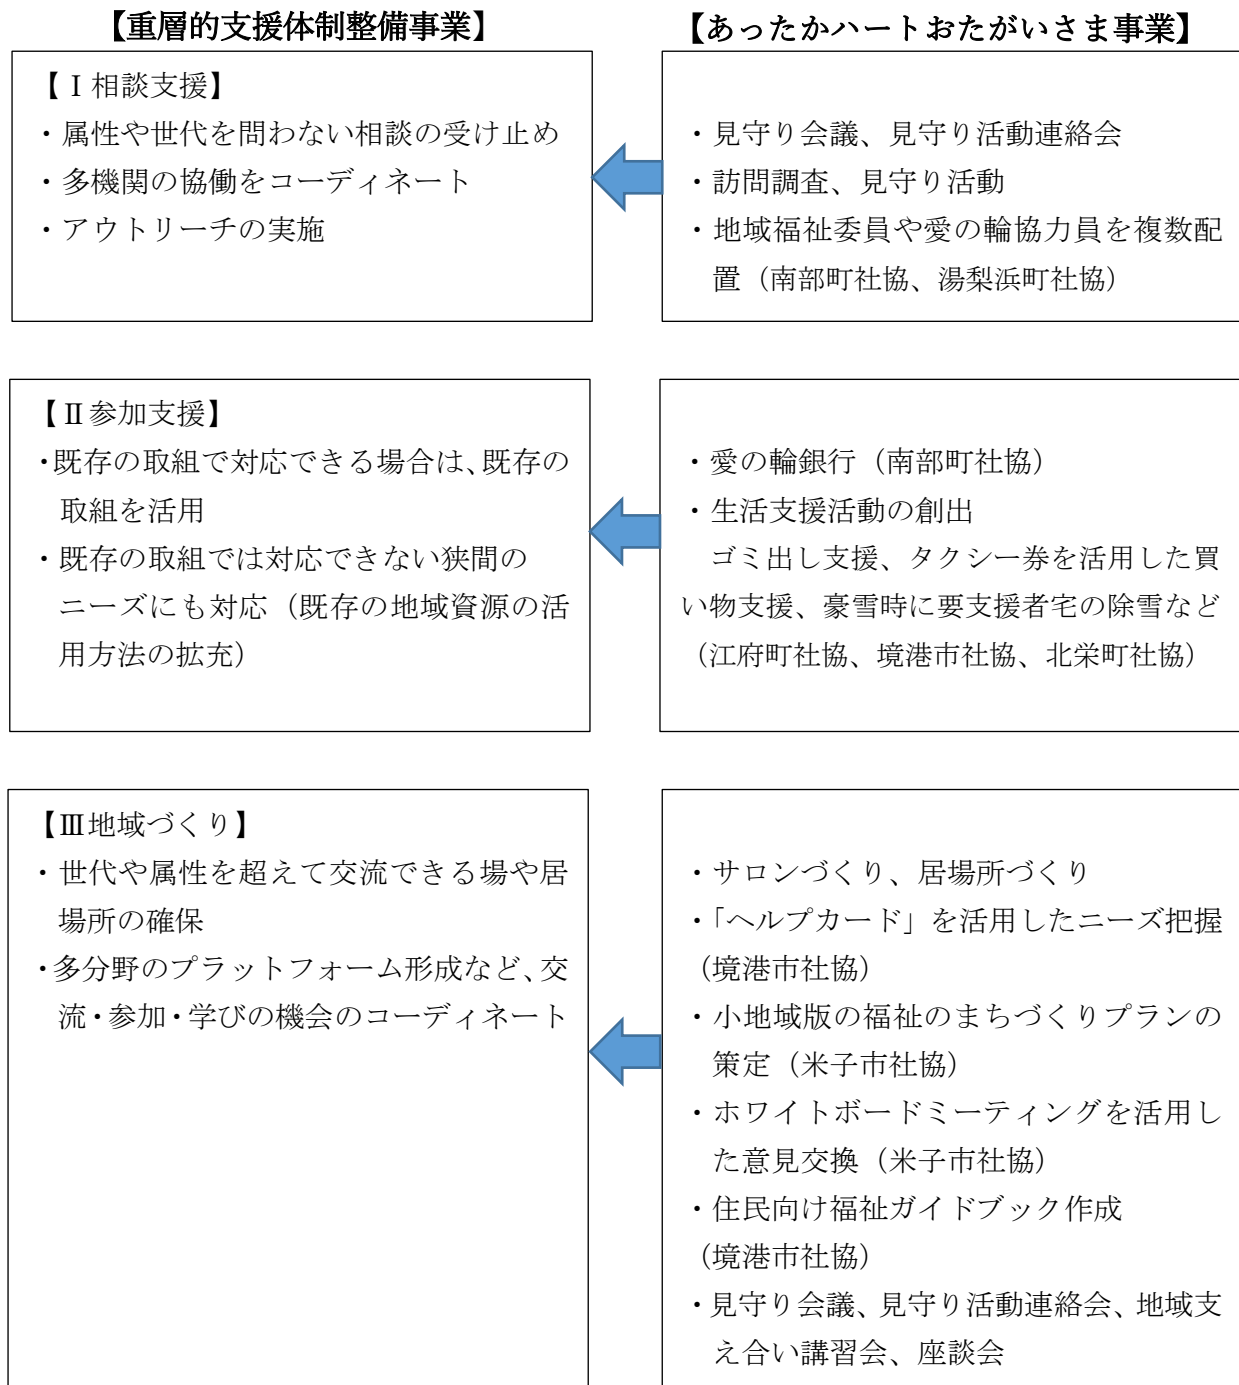 【重層的支援体制整備事業】
【あったかハートおたがいさま事業】
【Ⅰ相談支援】
・属性や世代を問わない相談の受け止め
・多機関の協働をコーディネート
・アウトリーチの実施
・見守り会議、見守り活動連絡会
・訪問調査、見守り活動
・地域福祉委員や愛の輪協力員を複数配
置（南部町社協、湯梨浜町社協）
【Ⅱ参加支援】
・既存の取組で対応できる場合は、既存の
取組を活用
・既存の取組では対応できない狭間の
ニーズにも対応（既存の地域資源の活
用方法の拡充）
・愛の輪銀行（南部町社協）
・生活支援活動の創出
ゴミ出し支援、タクシー券を活用した買
い物支援、豪雪時に要支援者宅の除雪など
（江府町社協、境港市社協、北栄町社協）
【Ⅲ地域づくり】
・世代や属性を超えて交流できる場や居
場所の確保
・多分野のプラットフォーム形成など、交
流・参加・学びの機会のコーディネート
・サロンづくり、居場所づくり
・「ヘルプカード」を活用したニーズ把握
（境港市社協）
・小地域版の福祉のまちづくりプランの
策定（米子市社協）
・ホワイトボードミーティングを活用し
た意見交換（米子市社協）
・住民向け福祉ガイドブック作成
（境港市社協）
・見守り会議、見守り活動連絡会、地域支
え合い講習会、座談会